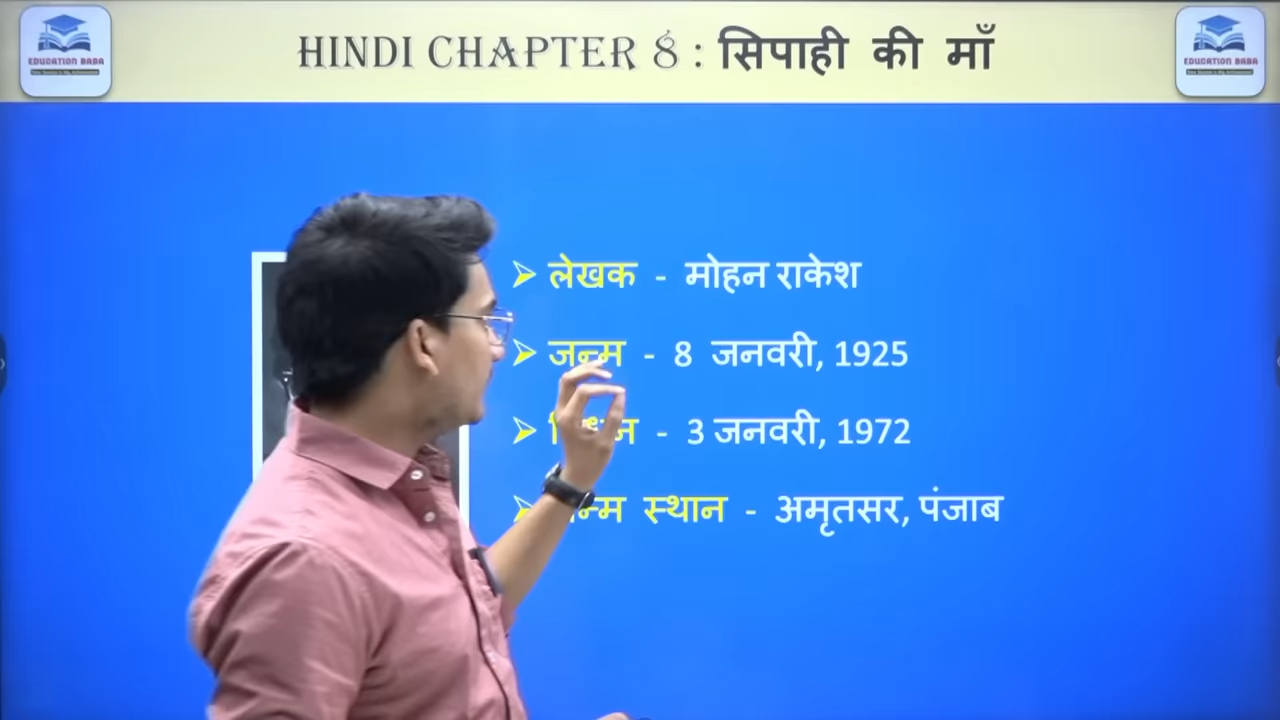 EDUCATION BABA
HINDI CHAPTER 8 : सिपाही की माँ
EDUCATION BABA
लेखक - मोहन राकेश
जन्म - 8 जनवरी, 1925
- 3 जनवरी, 1972
स्थान - अमृतसर, पंजाब